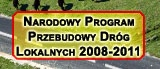 Narodowy Program
Przebudowy Dróg
Lokalnych 2008-2011